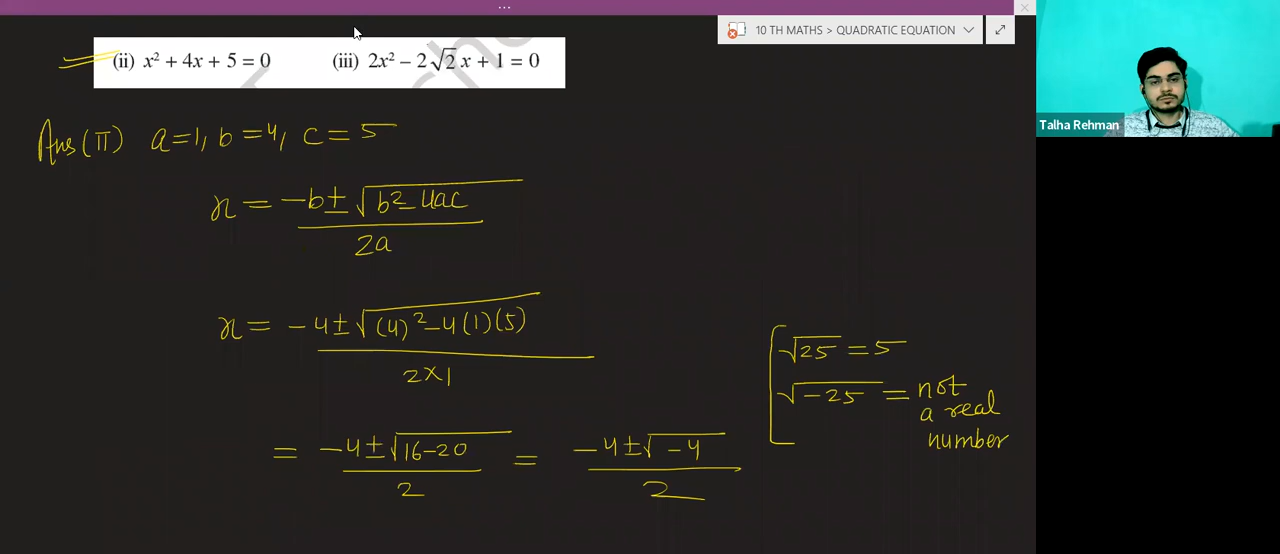 10 TH MATHS > QUADRATIC EQUATION
(ii) x² + 4x + 5 = 0 (iii) 2x² – 2√2 x + 1 = 0
Talha Rehman
Ans (II) a=1, b=4, c=5
x = -b±√b²-4ac / 2a
x = -4±√(4)²-4(1)(5) / 2×1
= -4±√16-20 / 2 = -4±√-4 / 2
√25 = 5
√-25 = not
a real
number